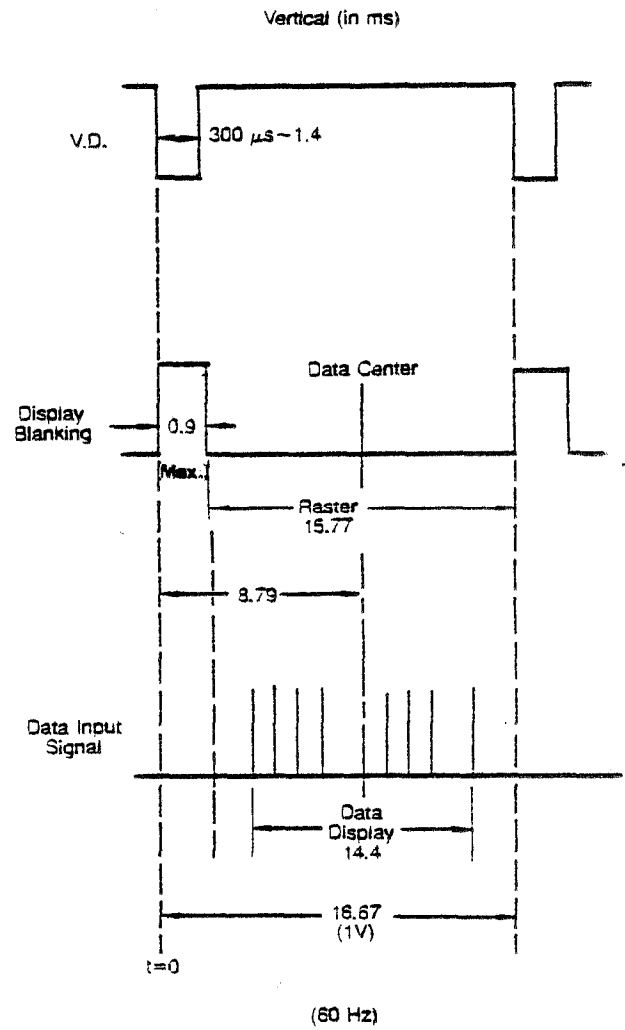 Vertical (in ms)
V.D.
300 μs~1.4
Data Center
Display
Blanking
0.9
Max.
Raster
15.77
8.79
Data Input
Signal
Data
Display
14.4
16.67
(1V)
t=0
(60 Hz)